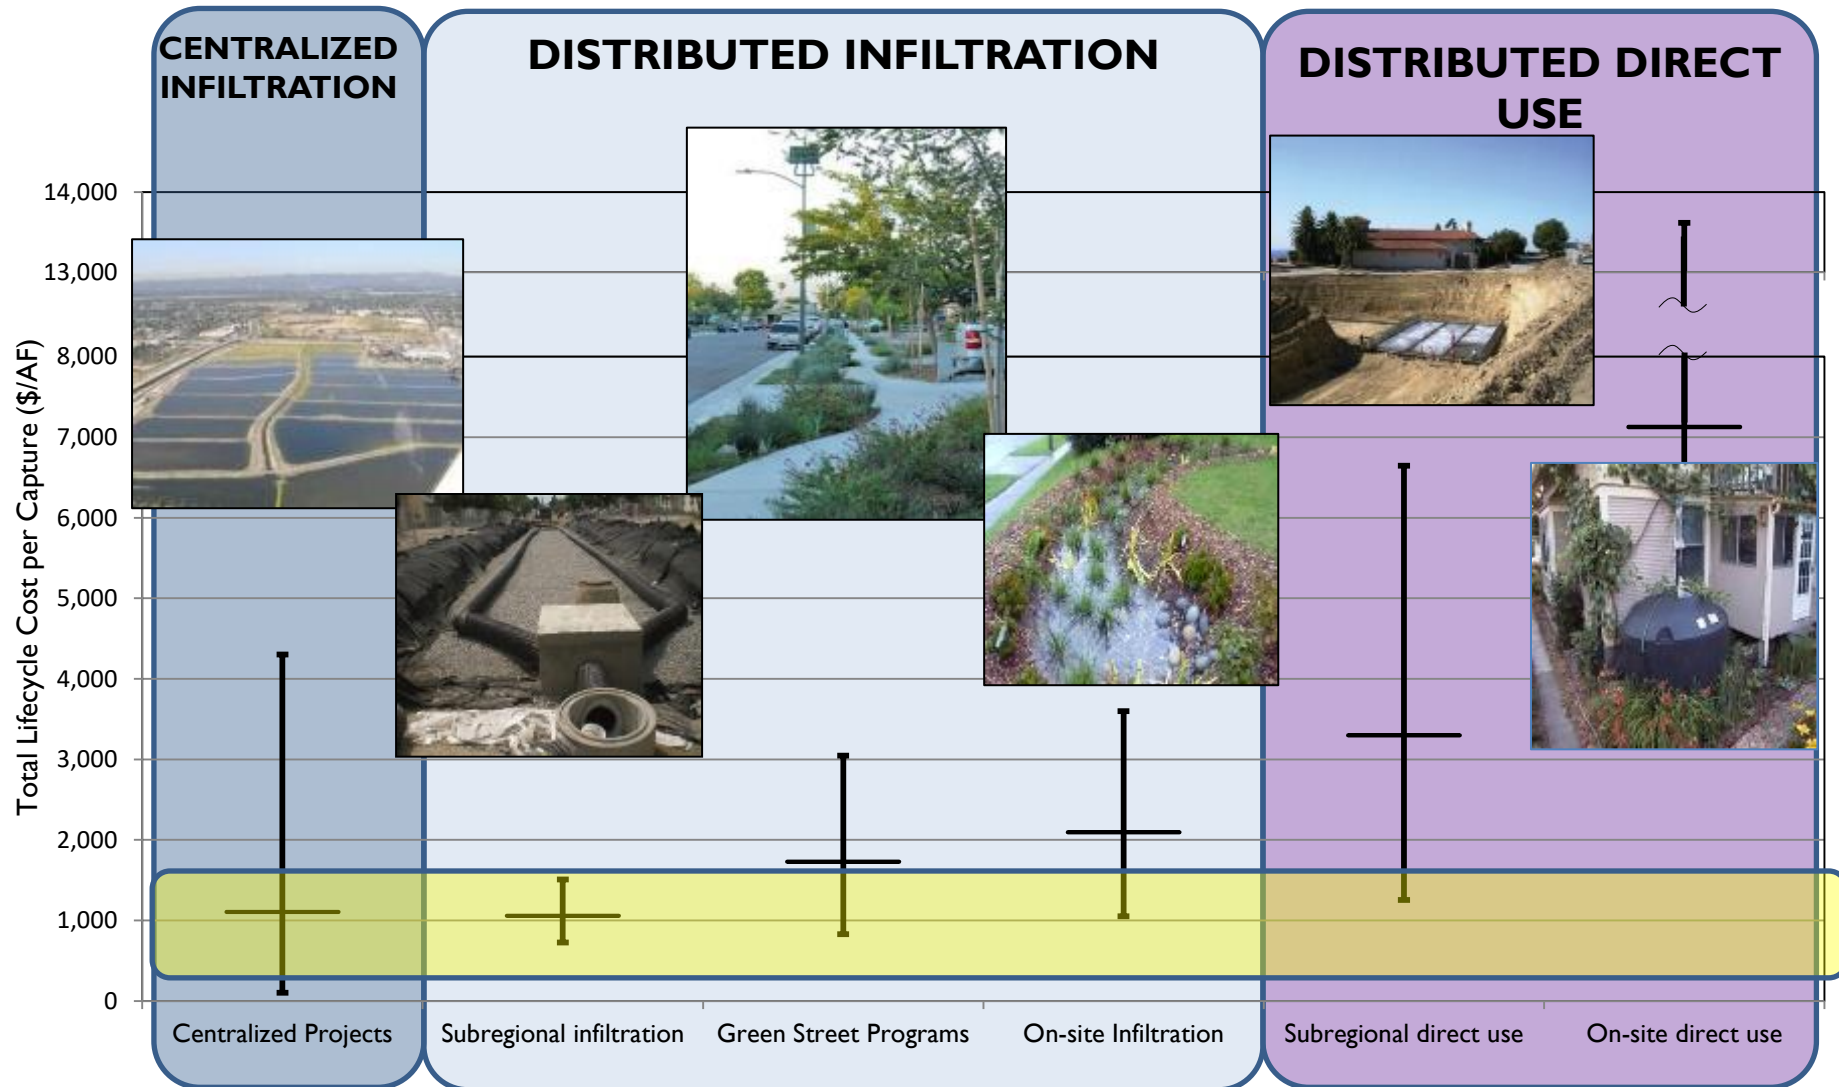 CENTRALIZED
INFILTRATION
DISTRIBUTED INFILTRATION
DISTRIBUTED DIRECT
USE
Total Lifecycle Cost per Capture ($/AF)
14,000
13,000
8,000
7,000
6,000
5,000
4,000
3,000
2,000
1,000
0
Centralized Projects
Subregional infiltration
Green Street Programs
On-site Infiltration
Subregional direct use
On-site direct use